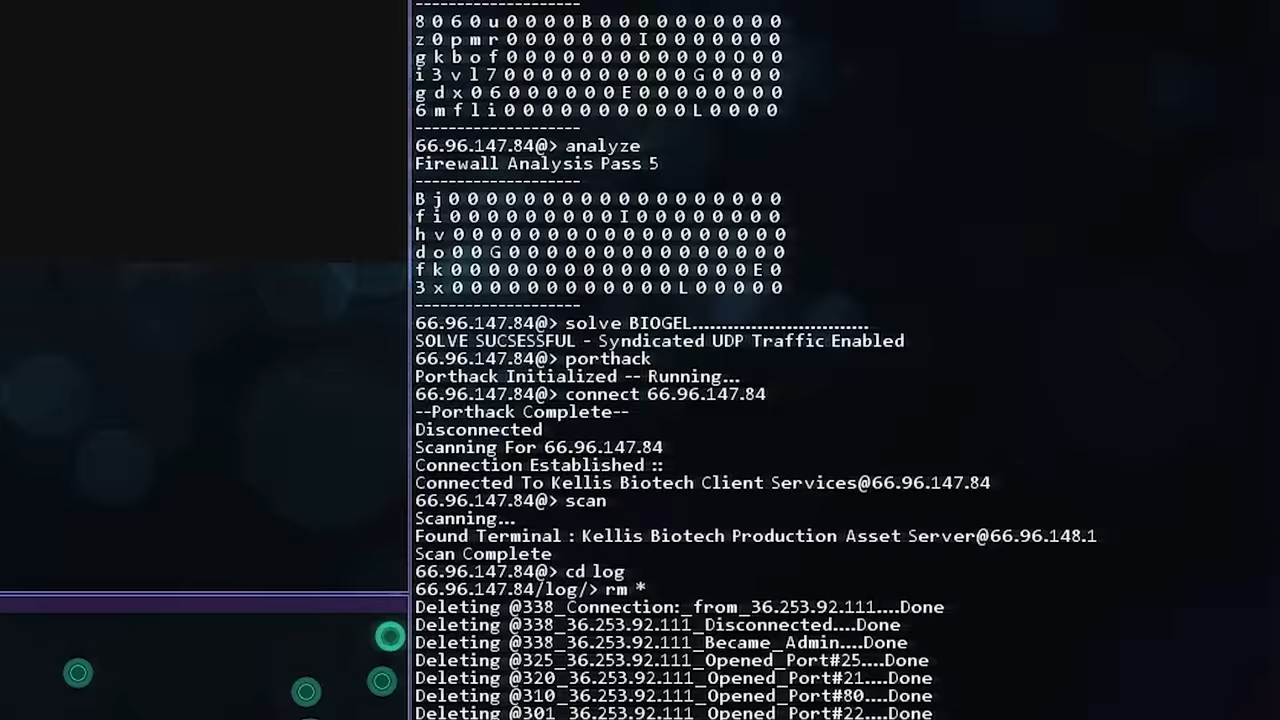 --------------------
8 0 6 0 u 0 0 0 0 B 0 0 0 0 0 0 0 0 0 0
z 0 p m r 0 0 0 0 0 0 0 I 0 0 0 0 0 0 0
g k b o f 0 0 0 0 0 0 0 0 0 0 0 0 O 0 0
i 3 v l 7 0 0 0 0 0 0 0 0 0 0 G 0 0 0 0
g d x 0 6 0 0 0 0 0 0 E 0 0 0 0 0 0 0 0
6 m f l i 0 0 0 0 0 0 0 0 0 0 L 0 0 0 0
--------------------
66.96.147.84@> analyze
Firewall Analysis Pass 5
--------------------
B j 0 0 0 0 0 0 0 0 0 0 0 0 0 0 0 0 0 0
f i 0 0 0 0 0 0 0 0 0 I 0 0 0 0 0 0 0 0
h v 0 0 0 0 0 0 0 O 0 0 0 0 0 0 0 0 0 0
d o 0 0 G 0 0 0 0 0 0 0 0 0 0 0 0 0 0 0
f k 0 0 0 0 0 0 0 0 0 0 0 0 0 0 0 0 E 0
3 x 0 0 0 0 0 0 0 0 0 0 0 0 L 0 0 0 0 0
--------------------
66.96.147.84@> solve BIOGEL..............................
SOLVE SUCSESSFUL - Syndicated UDP Traffic Enabled
66.96.147.84@> porthack
Porthack Initialized -- Running...
66.96.147.84@> connect 66.96.147.84
--Porthack Complete--
Disconnected
Scanning For 66.96.147.84
Connection Established ::
Connected To Kellis Biotech Client Services@66.96.147.84
66.96.147.84@> scan
Scanning...
Found Terminal : Kellis Biotech Production Asset Server@66.96.148.1
Scan Complete
66.96.147.84@> cd log
66.96.147.84/log/> rm *
Deleting @338_Connection:_from_36.253.92.111....Done
Deleting @338_36.253.92.111_Disconnected....Done
Deleting @338_36.253.92.111_Became_Admin....Done
Deleting @325_36.253.92.111_Opened_Port#25....Done
Deleting @320_36.253.92.111_Opened_Port#21....Done
Deleting @310_36.253.92.111_Opened_Port#80....Done
Deleting @301_36.253.92.111_Opened_Port#22....Done